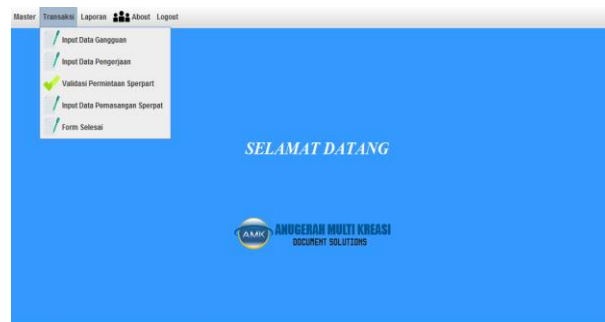 Master Transaksi Laporan About Logout
Input Data Gangguan
Input Data Pengerjaan
Validasi Permintaan Sperpart
Input Data Pemasangan Sperpat
Form Selesai
SELAMAT DATANG
AMK ANUGERAH MULTI KREASI
DOCUMENT SOLUTIONS